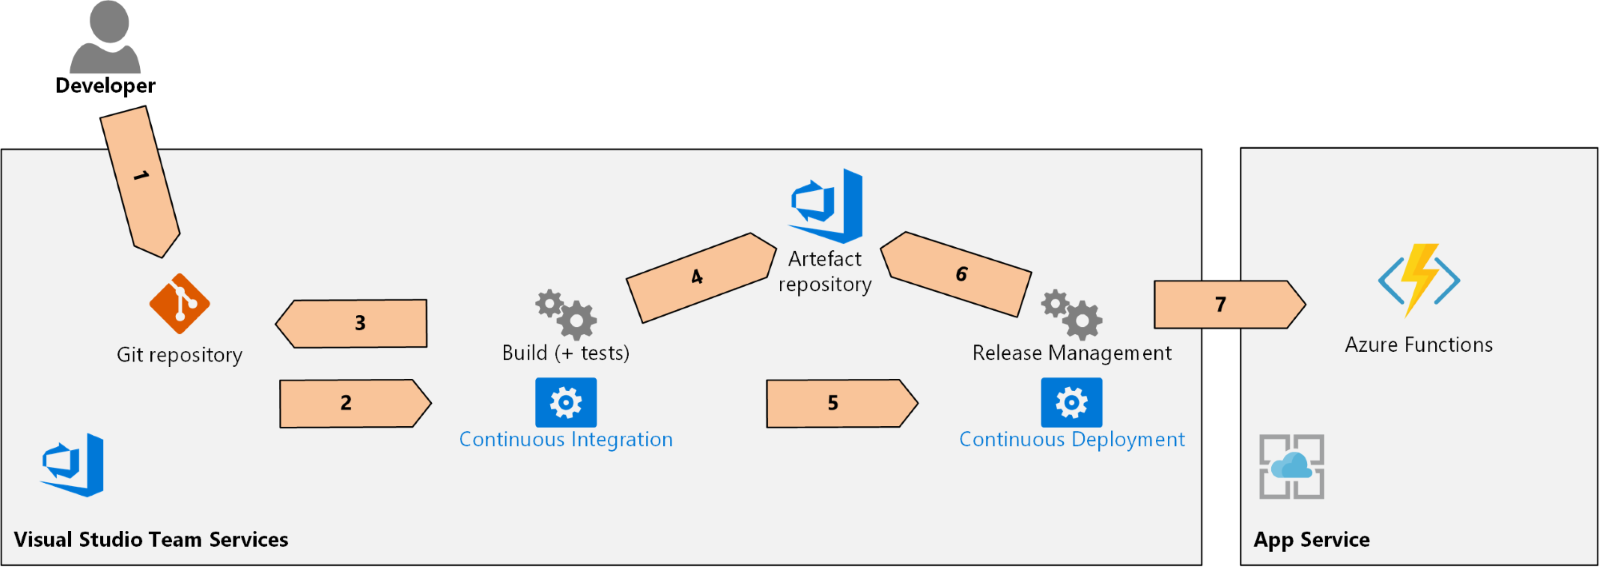 Developer
1
Artefact
repository
4
6
7
3
Git repository
Build (+ tests)
Release Management
Azure Functions
2
5
Continuous Integration
Continuous Deployment
Visual Studio Team Services
App Service